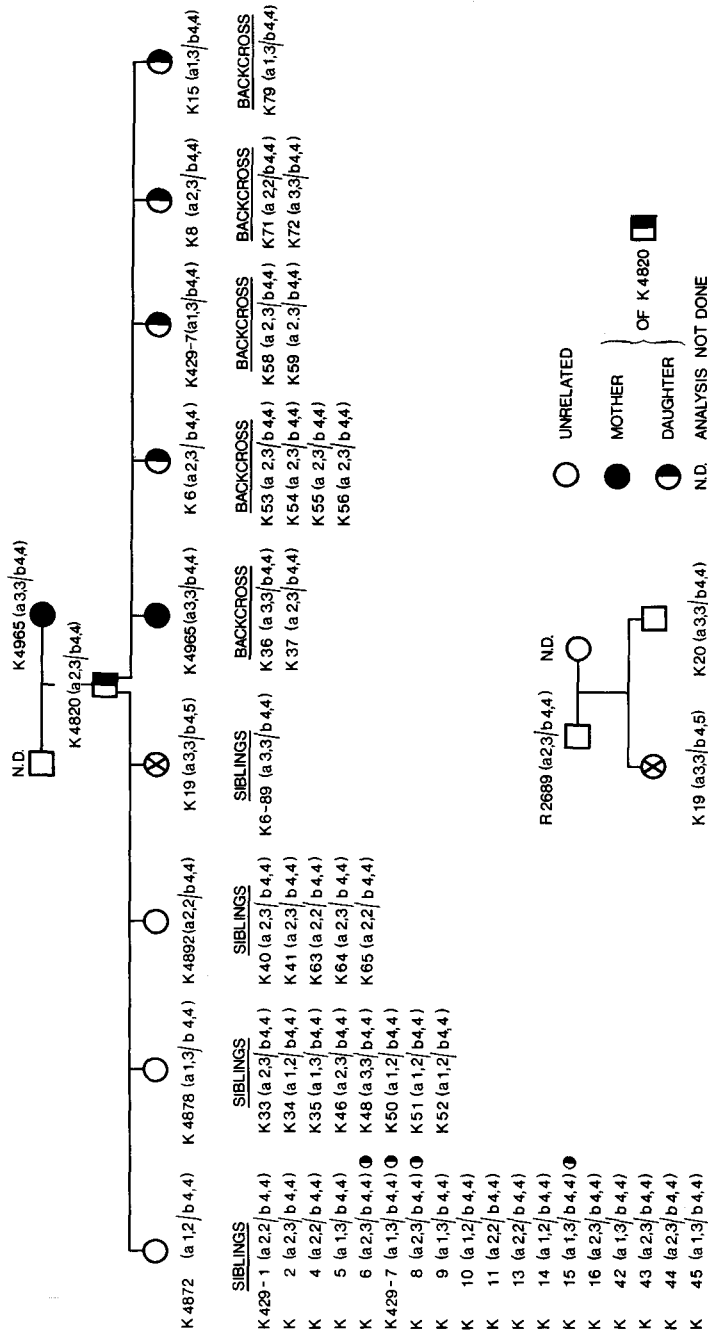 N.D.
K4965 (a3,3/b4,4)
K4820 (a2,3/b4,4)
K4872 (a1,2/b4,4)
SIBLINGS
K429-1 (a2,2/b4,4)
K 2 (a2,3/b4,4)
K 4 (a2,2/b4,4)
K 5 (a1,3/b4,4)
K 6 (a2,3/b4,4)
K429-7 (a1,3/b4,4)
K 8 (a2,3/b4,4)
K 9 (a1,3/b4,4)
K 10 (a1,2/b4,4)
K 11 (a2,2/b4,4)
K 13 (a2,2/b4,4)
K 14 (a1,2/b4,4)
K 15 (a1,3/b4,4)
K 16 (a2,3/b4,4)
K 42 (a1,3/b4,4)
K 43 (a2,3/b4,4)
K 44 (a2,3/b4,4)
K 45 (a1,3/b4,4)
K 4878 (a1,3/b4,4)
SIBLINGS
K33 (a2,3/b4,4)
K34 (a1,2/b4,4)
K35 (a1,3/b4,4)
K46 (a2,3/b4,4)
K48 (a3,3/b4,4)
K50 (a1,2/b4,4)
K51 (a1,2/b4,4)
K52 (a1,2/b4,4)
K4892 (a2,2/b4,4)
SIBLINGS
K40 (a2,3/b4,4)
K41 (a2,3/b4,4)
K63 (a2,2/b4,4)
K64 (a2,3/b4,4)
K65 (a2,2/b4,4)
K19 (a3,3/b4,5)
SIBLINGS
K6-89 (a3,3/b4,4)
K4965 (a3,3/b4,4)
BACKCROSS
K36 (a3,3/b4,4)
K37 (a2,3/b4,4)
K6 (a2,3/b4,4)
BACKCROSS
K53 (a2,3/b4,4)
K54 (a2,3/b4,4)
K55 (a2,3/b4,4)
K56 (a2,3/b4,4)
K429-7 (a1,3/b4,4)
BACKCROSS
K58 (a2,3/b4,4)
K59 (a2.3/b4,4)
K8 (a2,3/b4,4)
BACKCROSS
K71 (a2,2/b4,4)
K72 (a3,3/b4,4)
K15 (a1,3/b4,4)
BACKCROSS
K79 (a1,3/b4,4)
R2689 (a2,3/b4,4)
N.D.
K19 (a3,3/b4,5)
K20 (a3,3/b4,4)
UNRELATED
MOTHER
DAUGHTER
OF K4820
N.D. ANALYSIS NOT DONE